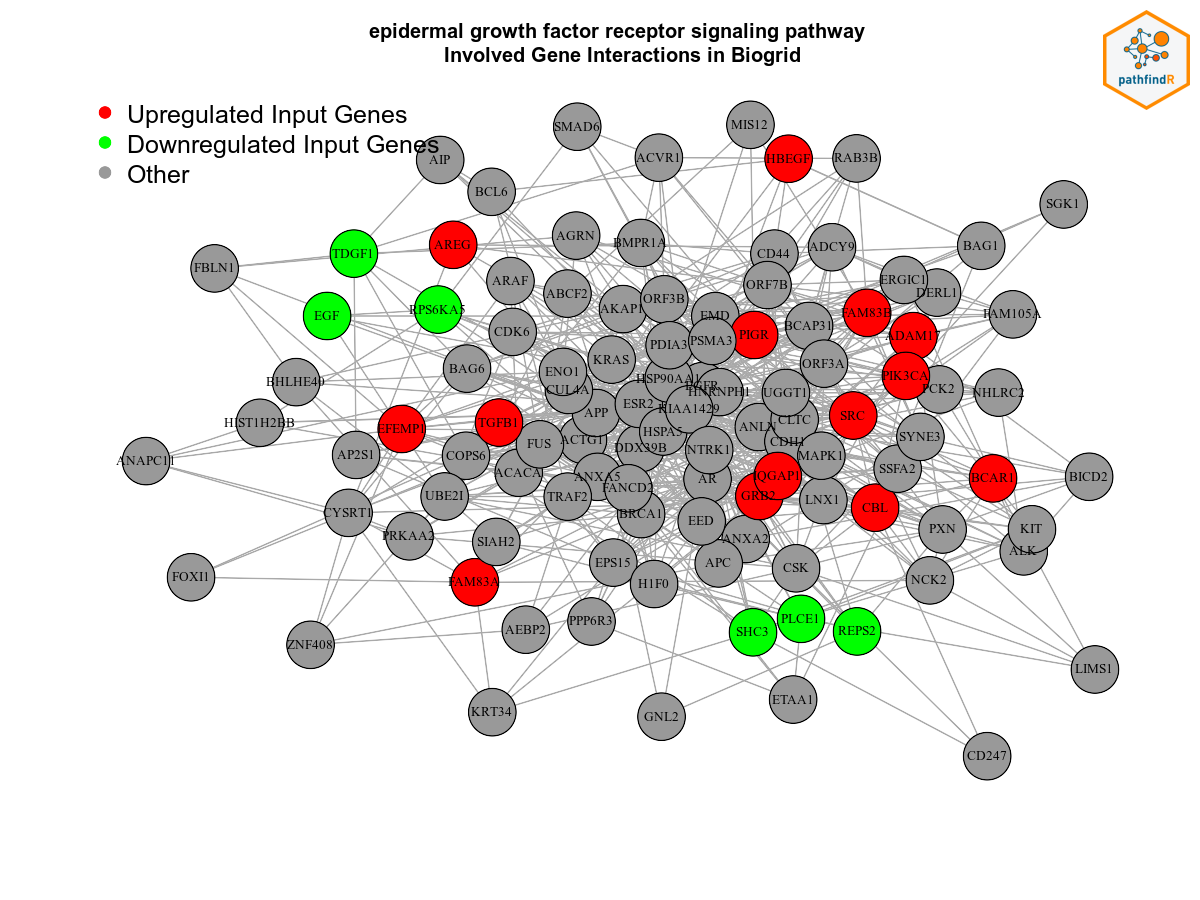 epidermal growth factor receptor signaling pathway
Involved Gene Interactions in Biogrid
pathfindR
Upregulated Input Genes
Downregulated Input Genes
Other
SMAD6
MIS12
AIP
ACVR1
HBEGF
RAB3B
BCL6
SGK1
AGRN
BMPR1A
AREG
TDGF1
CD44
ADCY9
BAG1
FBLN1
ARAF
ABCF2
ORF7B
ERGIC1
DERL1
ORF3B
AKAP1
EMD
RPS6KA5
EGF
FAM83B
FAM105A
CDK6
PIGR
BCAP31
ADAM17
PSMA3
PDIA3
KRAS
ORF3A
BAG6
ENO1
PIK3CA
BHLHE40
HSP90AA1
EGFR
HNRNPH1
UGGT1
PCK2
NHLRC2
CUL4A
ESR2
KIAA1429
APP
SRC
CLTC
HIST1H2BB
TGFB1
EFEMP1
ANLN
HSPA5
SYNE3
FUS
ACTG1
DDX39B
CDH1
NTRK1
AP2S1
COPS6
MAPK1
ANAPC11
SSFA2
ACACA
ANXA5
AR
IQGAP1
BCAR1
BICD2
FANCD2
UBE2I
TRAF2
GRB2
LNX1
CBL
CYSRT1
BRCA1
EED
PXN
KIT
PRKAA2
SIAH2
ANXA2
ALK
EPS15
APC
CSK
FOXI1
FAM83A
H1F0
NCK2
PLCE1
PPP6R3
AEBP2
SHC3
REPS2
ZNF408
LIMS1
ETAA1
KRT34
GNL2
CD247